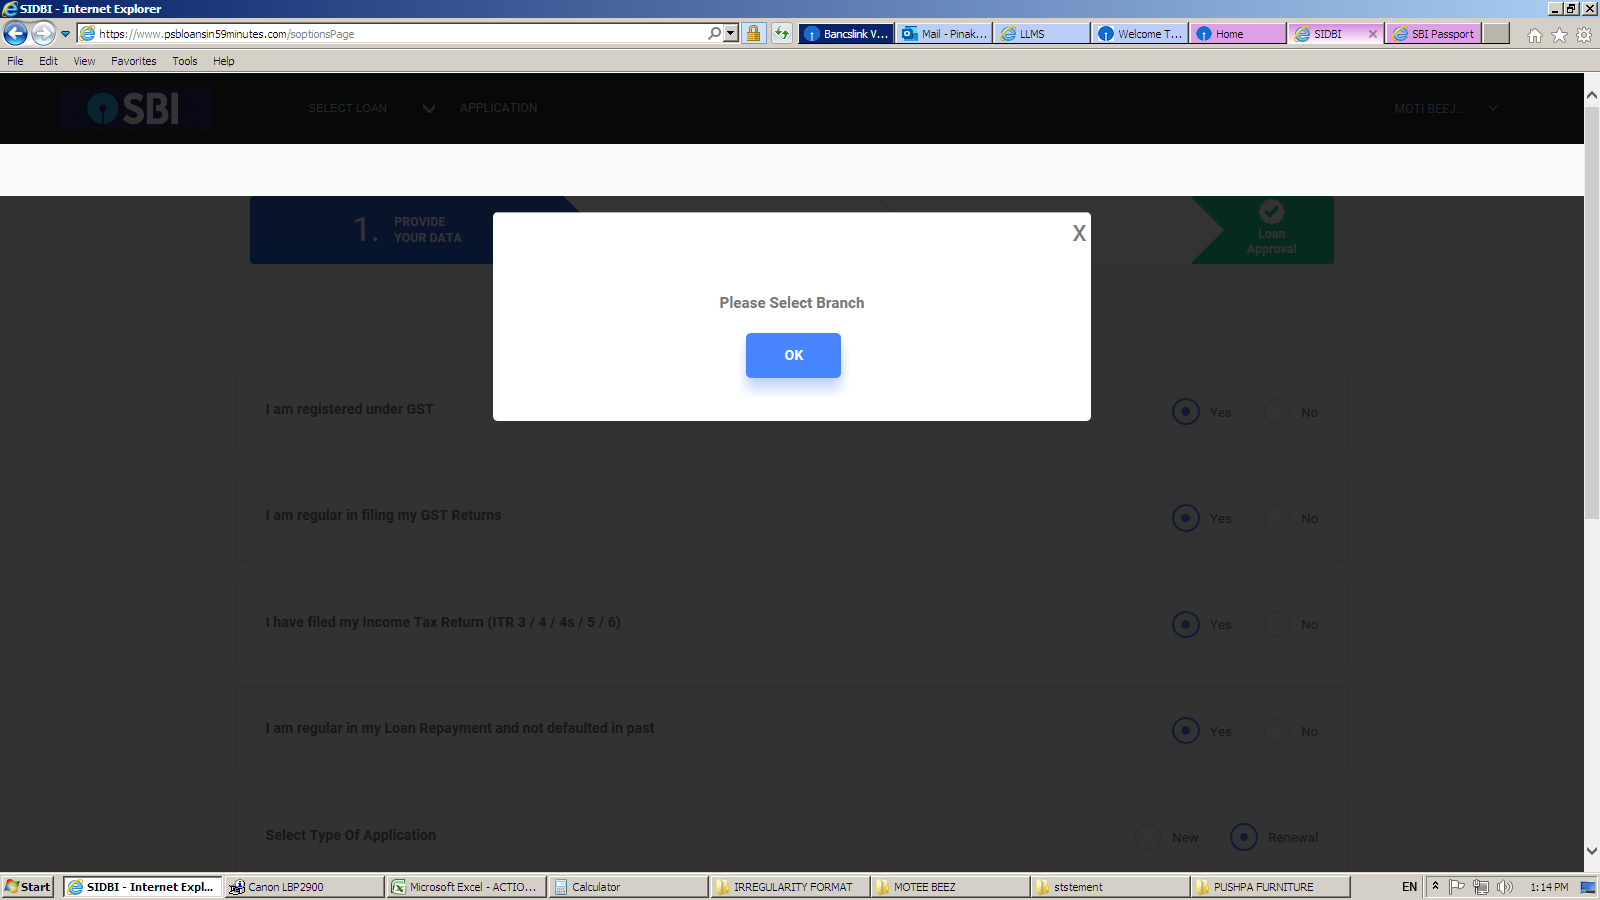 SIDBI - Internet Explorer
https://www.psbloansin59minutes.com/soptionsPage
Bancslink V...
Mail - Pinak...
LLMS
Welcome T...
Home
SIDBI
SBI Passport
File Edit View Favorites Tools Help
SBI
SELECT LOAN
APPLICATION
MOTI BEEJ...
1. PROVIDE
YOUR DATA
Loan
Approval
X
Please Select Branch
OK
I am registered under GST
Yes No
I am regular in filing my GST Returns
Yes No
I have filed my Income Tax Return (ITR 3 / 4 / 4s / 5 / 6)
Yes No
I am regular in my Loan Repayment and not defaulted in past
Yes No
Select Type Of Application
New Renewal
Start
SIDBI - Internet Expl...
Canon LBP2900
Microsoft Excel - ACTIO...
Calculator
IRREGULARITY FORMAT
MOTEE BEEZ
ststement
PUSHPA FURNITURE
EN
1:14 PM